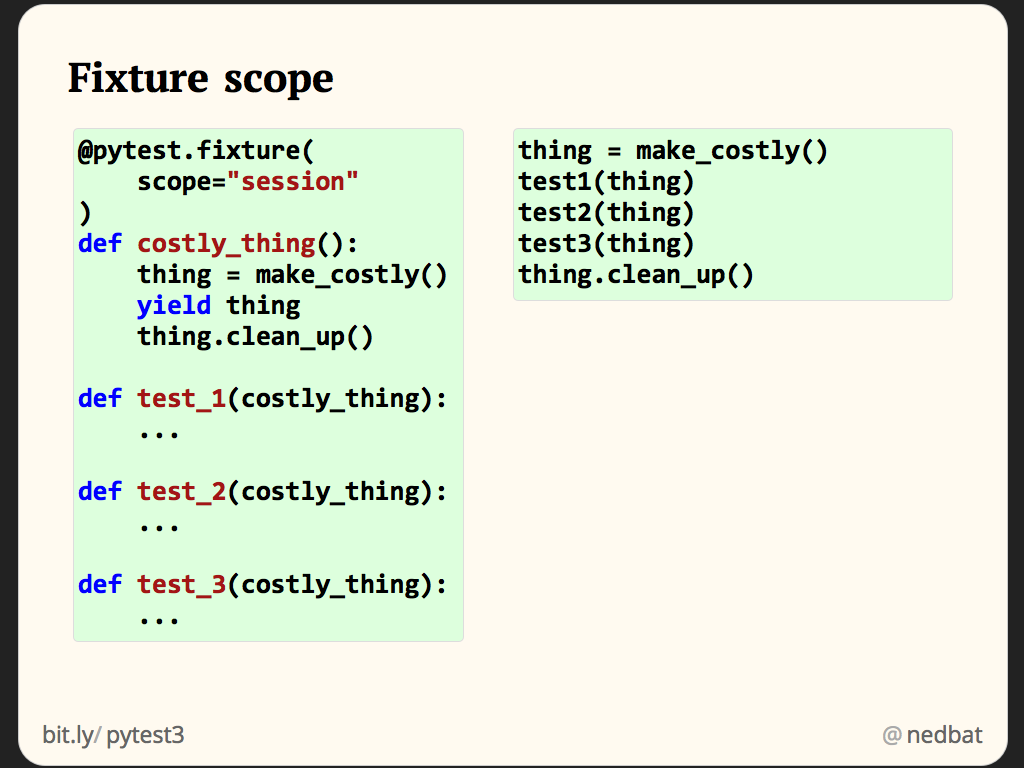 Fixture scope
@pytest.fixture(
    scope="session"
)
def costly_thing():
    thing = make_costly()
    yield thing
    thing.clean_up()
def test_1(costly_thing):
    ...
def test_2(costly_thing):
    ...
def test_3(costly_thing):
    ...
thing = make_costly()
test1(thing)
test2(thing)
test3(thing)
thing.clean_up()
bit.ly/pytest3
@nedbat